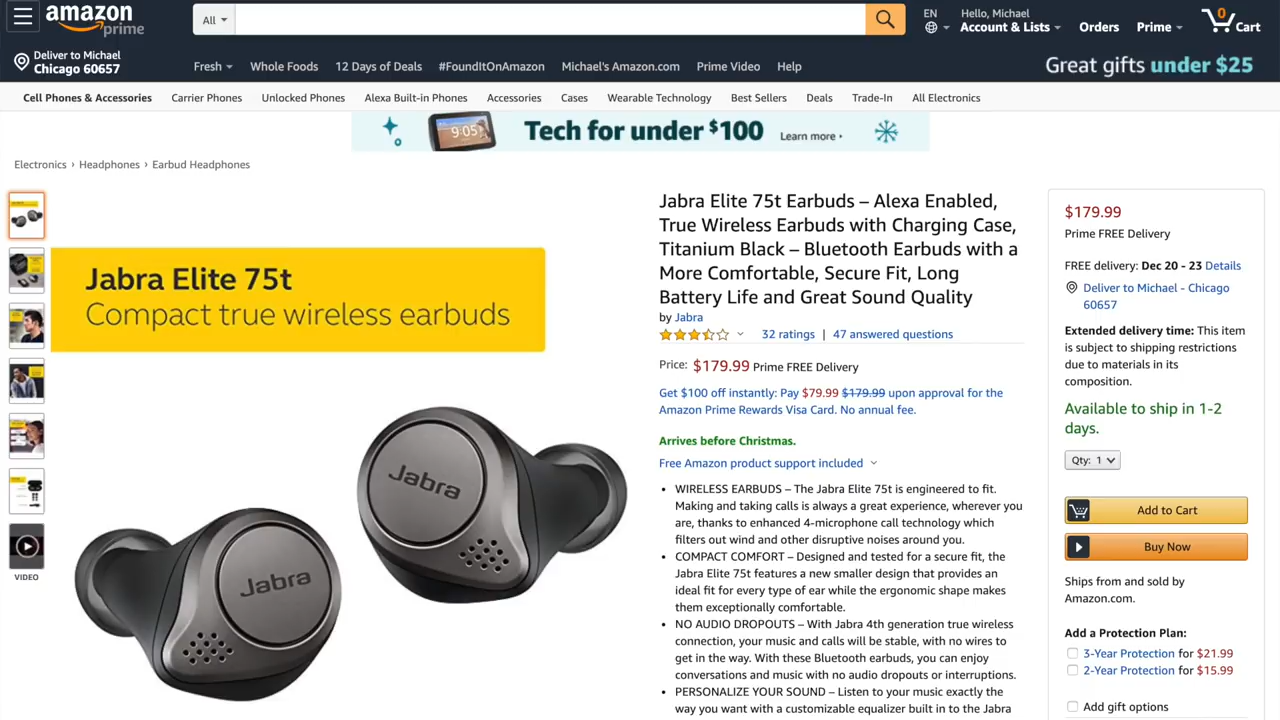 amazon
prime
All
EN
Hello, Michael
Account & Lists
Orders
Prime
0
Cart
Deliver to Michael
Chicago 60657
Fresh
Whole Foods
12 Days of Deals
#FoundItOnAmazon
Michael's Amazon.com
Prime Video
Help
Great gifts under $25
Cell Phones & Accessories
Carrier Phones
Unlocked Phones
Alexa Built-in Phones
Accessories
Cases
Wearable Technology
Best Sellers
Deals
Trade-In
All Electronics
9:05
Tech for under $100
Learn more ›
Electronics › Headphones › Earbud Headphones
Jabra Elite 75t
Compact true wireless earbuds
Jabra
Jabra
VIDEO
Jabra Elite 75t Earbuds – Alexa Enabled,
True Wireless Earbuds with Charging Case,
Titanium Black – Bluetooth Earbuds with a
More Comfortable, Secure Fit, Long
Battery Life and Great Sound Quality
by Jabra
32 ratings | 47 answered questions
Price: $179.99 Prime FREE Delivery
Get $100 off instantly: Pay $79.99 $179.99 upon approval for the
Amazon Prime Rewards Visa Card. No annual fee.
Arrives before Christmas.
Free Amazon product support included
• WIRELESS EARBUDS – The Jabra Elite 75t is engineered to fit.
Making and taking calls is always a great experience, wherever you
are, thanks to enhanced 4-microphone call technology which
filters out wind and other disruptive noises around you.
• COMPACT COMFORT – Designed and tested for a secure fit, the
Jabra Elite 75t features a new smaller design that provides an
ideal fit for every type of ear while the ergonomic shape makes
them exceptionally comfortable.
• NO AUDIO DROPOUTS – With Jabra 4th generation true wireless
connection, your music and calls will be stable, with no wires to
get in the way. With these Bluetooth earbuds, you can enjoy
conversations and music with no audio dropouts or interruptions.
• PERSONALIZE YOUR SOUND – Listen to your music exactly the
way you want with a customizable equalizer built in to the Jabra
$179.99
Prime FREE Delivery
FREE delivery: Dec 20 - 23 Details
Deliver to Michael - Chicago
60657
Extended delivery time: This item
is subject to shipping restrictions
due to materials in its
composition.
Available to ship in 1-2
days.
Qty: 1
Add to Cart
Buy Now
Ships from and sold by
Amazon.com.
Add a Protection Plan:
3-Year Protection for $21.99
2-Year Protection for $15.99
Add gift options